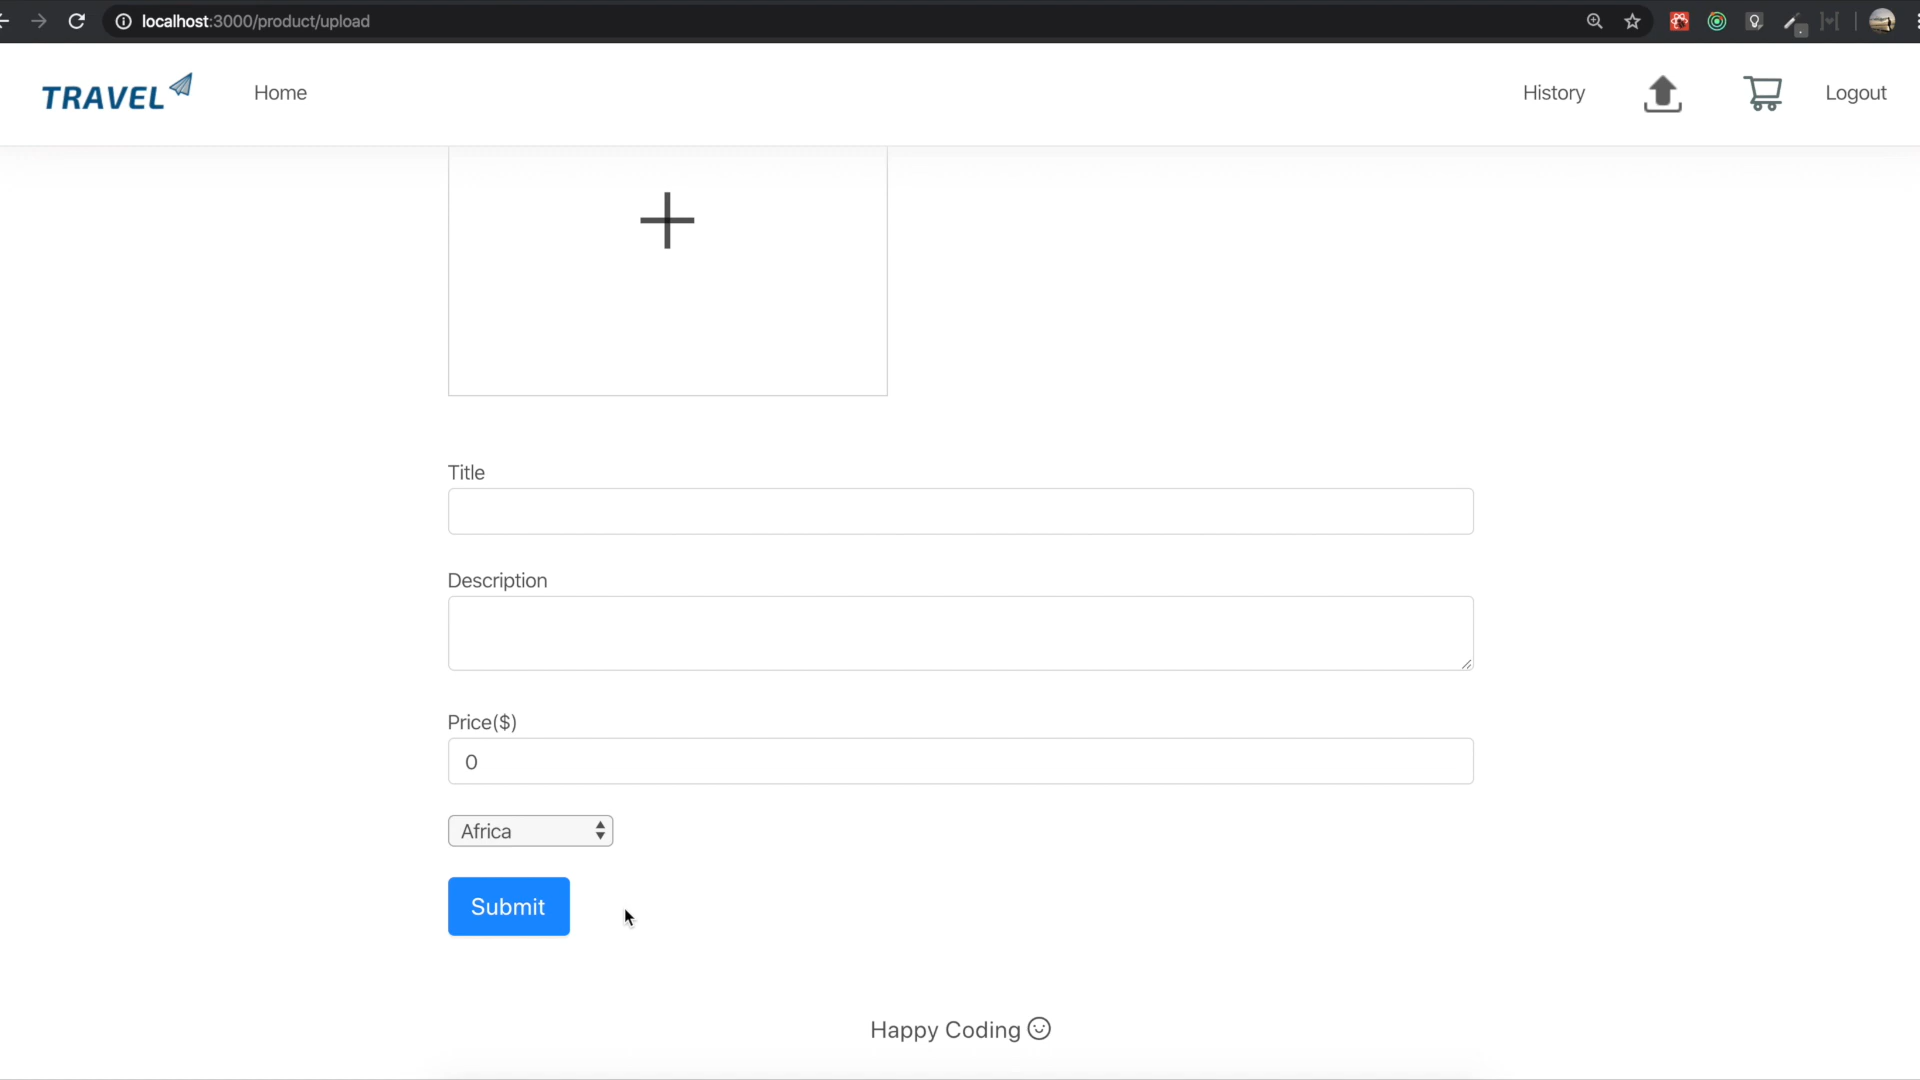 localhost:3000/product/upload
TRAVEL
Home
History
Logout
Title
Description
Price($)
0
Africa
Submit
Happy Coding